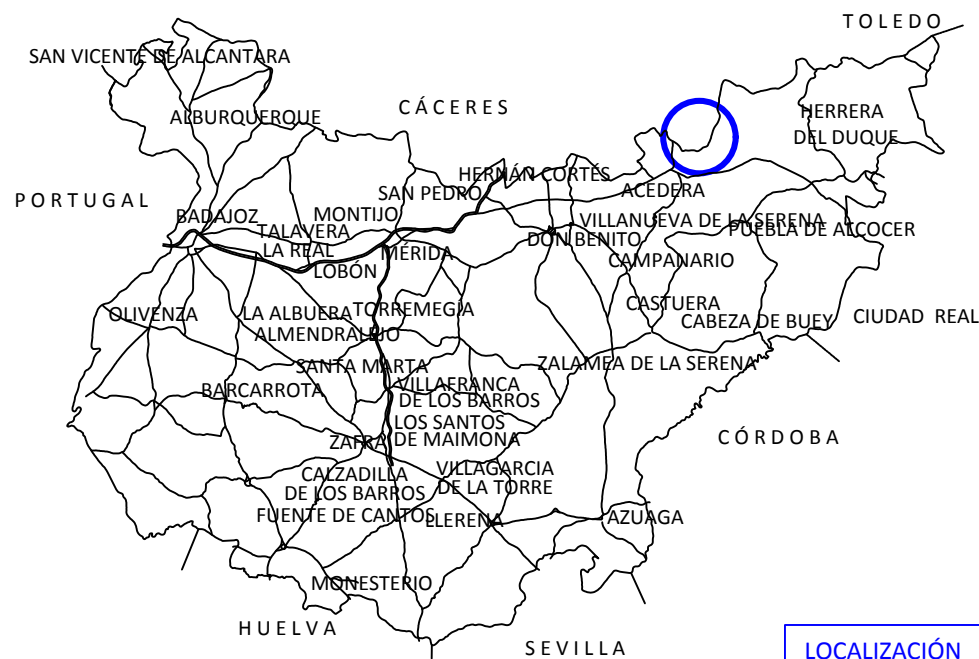 TOLEDO
SAN VICENTE DE ALCANTARA
CÁCERES
HERRERA
DEL DUQUE
ALBURQUERQUE
HERNÁN CORTÉS
SAN PEDRO
ACEDERA
PORTUGAL
BADAJOZ
MONTIJO
VILLANUEVA DE LA SERENA
PUEBLA DE ALCOCER
TALAVERA
LA REAL
DON BENITO
MÉRIDA
LOBÓN
CAMPANARIO
OLIVENZA
LA ALBUERA
TORREMEGÍA
CASTUERA
CABEZA DE BUEY
CIUDAD REAL
ALMENDRALEJO
SANTA MARTA
ZALAMEA DE LA SERENA
BARCARROTA
VILLAFRANCA
DE LOS BARROS
LOS SANTOS
DE MAIMONA
ZAFRA
CÓRDOBA
CALZADILLA
DE LOS BARROS
VILLAGARCIA
DE LA TORRE
FUENTE DE CANTOS
LLERENA
AZUAGA
MONESTERIO
HUELVA
SEVILLA
LOCALIZACIÓN